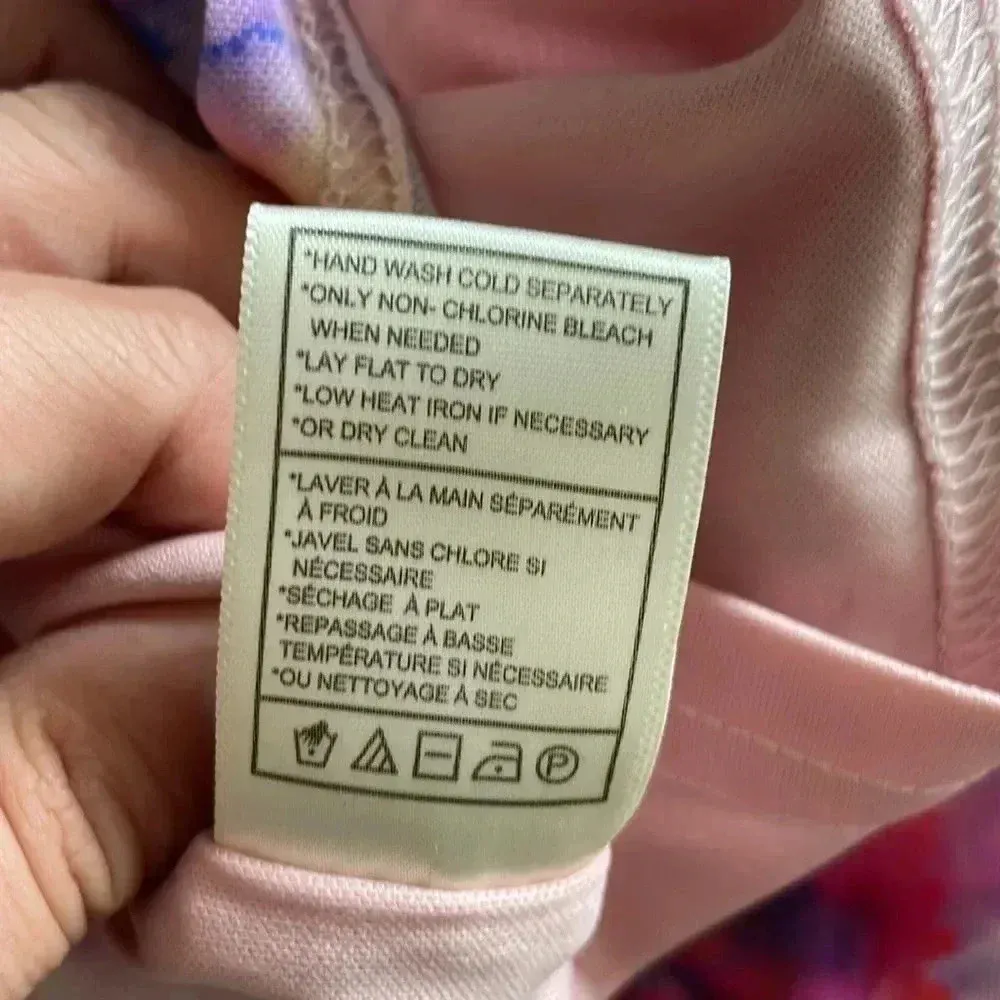 *HAND WASH COLD SEPARATELY
*ONLY NON- CHLORINE BLEACH
WHEN NEEDED
*LAY FLAT TO DRY
*LOW HEAT IRON IF NECESSARY
*OR DRY CLEAN
*LAVER À LA MAIN SÉPARÉMENT
À FROID
*JAVEL SANS CHLORE SI
NÉCESSAIRE
*SÉCHAGE À PLAT
*REPASSAGE À BASSE
TEMPÉRATURE SI NÉCESSAIRE
*OU NETTOYAGE À SEC
P